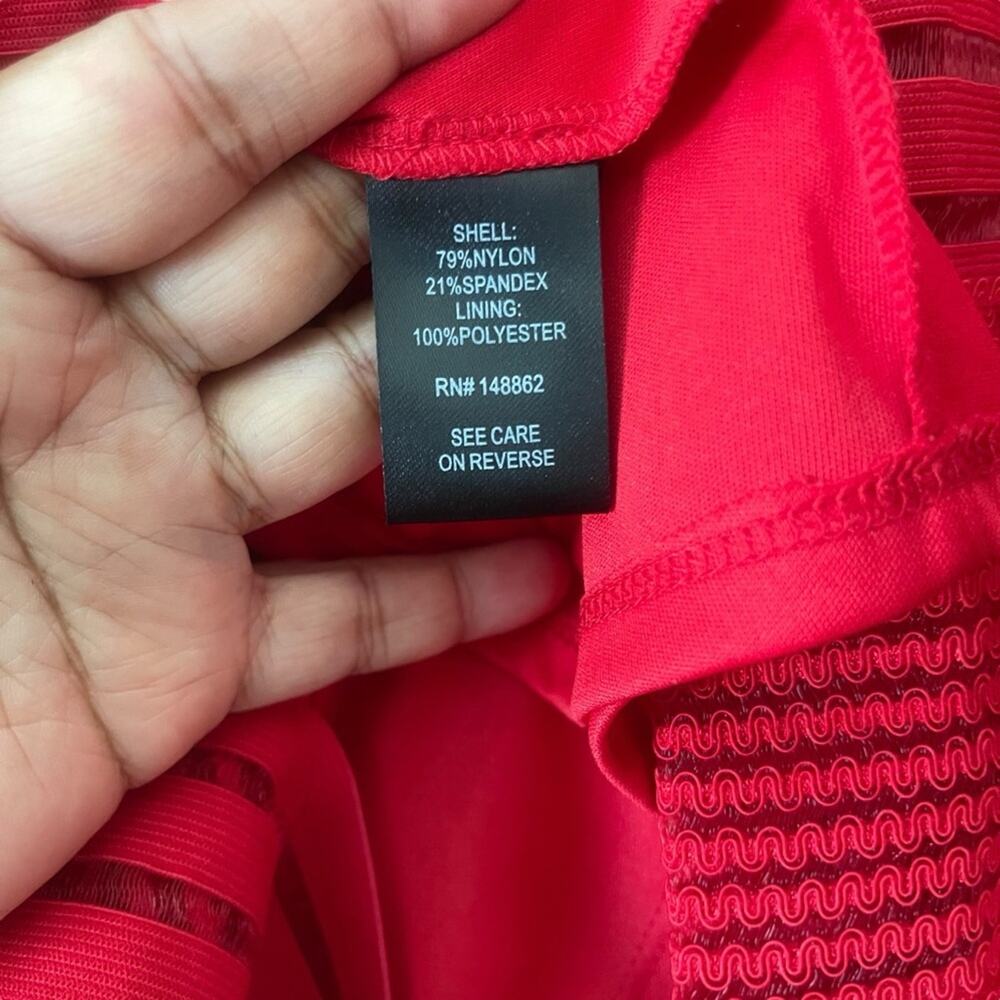 SHELL:
79%NYLON
21%SPANDEX
LINING:
100%POLYESTER
RN# 148862
SEE CARE
ON REVERSE